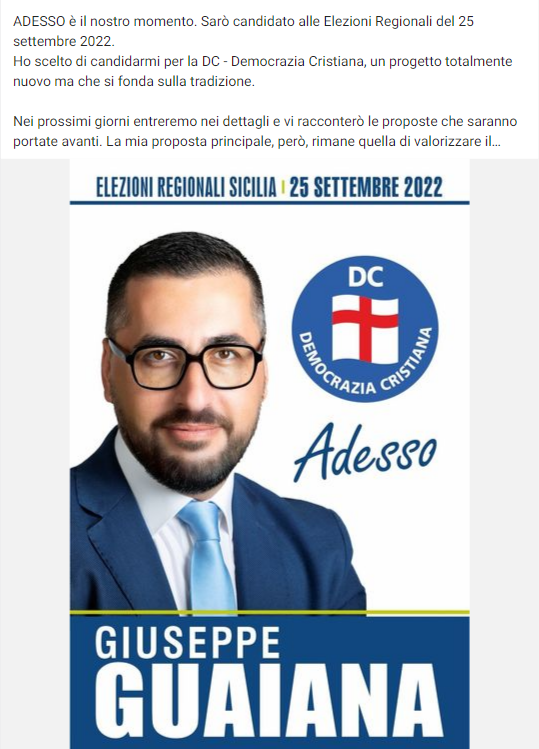 ADESSO è il nostro momento. Sarò candidato alle Elezioni Regionali del 25
settembre 2022.
Ho scelto di candidarmi per la DC - Democrazia Cristiana, un progetto totalmente
nuovo ma che si fonda sulla tradizione.
Nei prossimi giorni entreremo nei dettagli e vi racconterò le proposte che saranno
portate avanti. La mia proposta principale, però, rimane quella di valorizzare il...
ELEZIONI REGIONALI SICILIA | 25 SETTEMBRE 2022
DC
DEMOCRAZIA CRISTIANA
Adesso
GIUSEPPE
GUAIANA